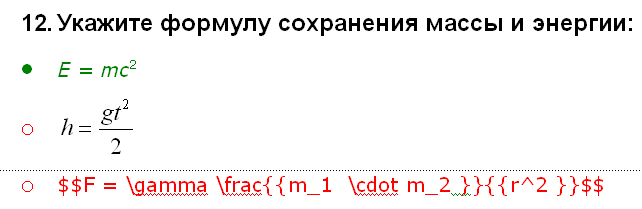 12. Укажите формулу сохранения массы и энергии:
E = mc²
h = gt²/2
$$F = \gamma \frac{{m_1 \cdot m_2 }}{{r^2 }}$$